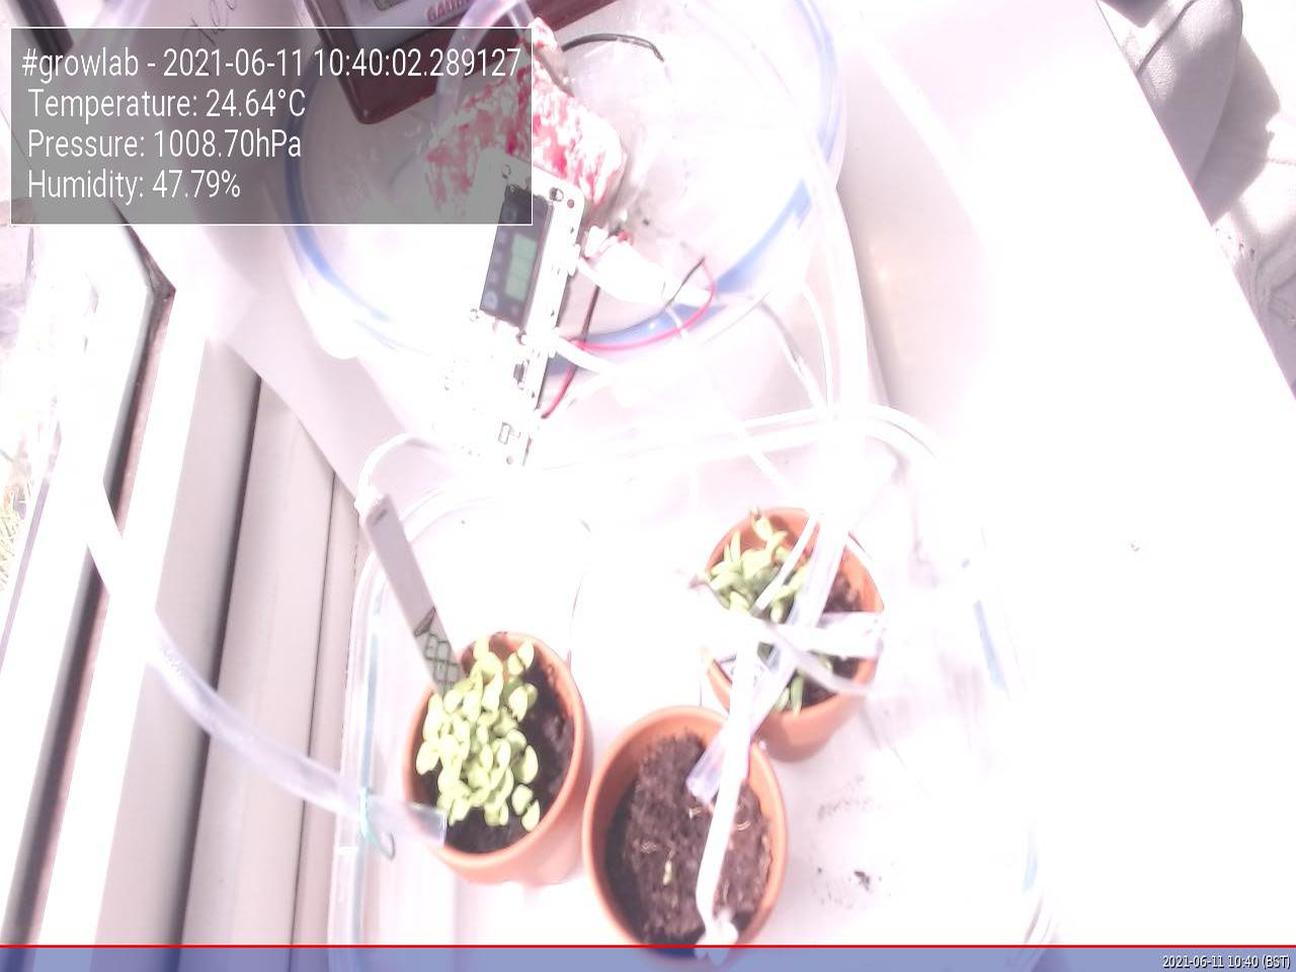 #growlab - 2021-06-11 10:40:02.289127
Temperature: 24.64°C
Pressure: 1008.70hPa
Humidity: 47.79%
2021-06-11 10:40 (BST)